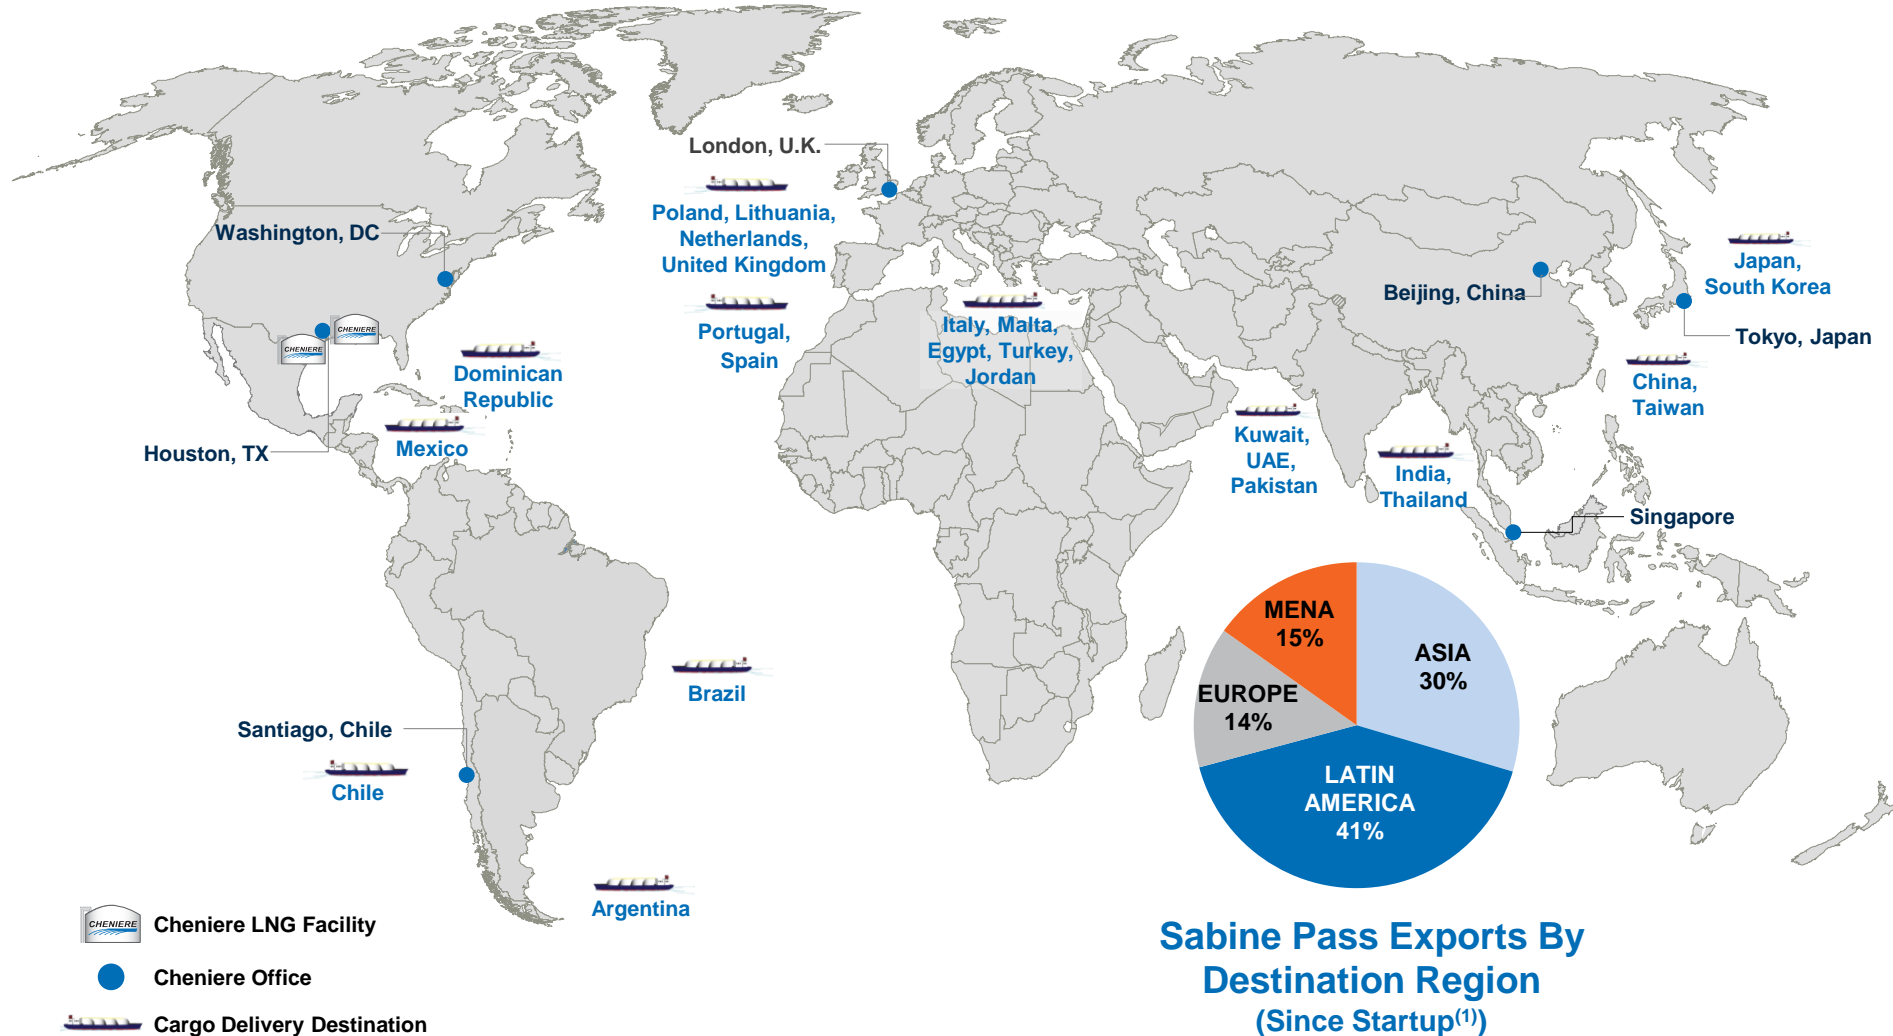 London, U.K.
Poland, Lithuania,
Netherlands,
United Kingdom
Washington, DC
Japan,
South Korea
Beijing, China
Portugal,
Spain
Italy, Malta,
Egypt, Turkey,
Jordan
Tokyo, Japan
CHENIERE
CHENIERE
Dominican
Republic
China,
Taiwan
Mexico
Houston, TX
Kuwait,
UAE,
Pakistan
India,
Thailand
Singapore
MENA
15%
ASIA
30%
EUROPE
14%
LATIN
AMERICA
41%
Brazil
Santiago, Chile
Chile
Argentina
CHENIERE
Cheniere LNG Facility
Cheniere Office
Cargo Delivery Destination
Sabine Pass Exports By
Destination Region
(Since Startup(1))